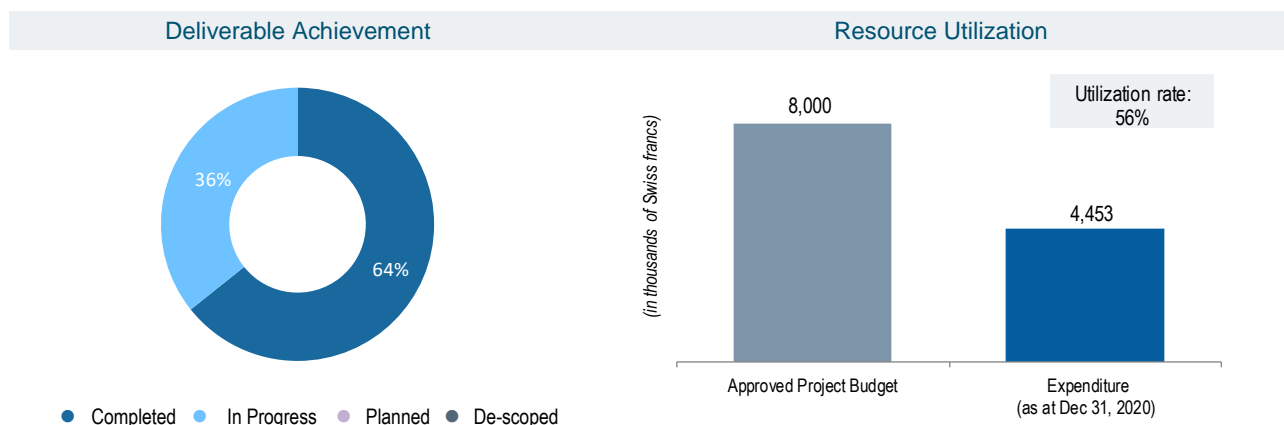 Deliverable Achievement
36%
64%
Completed In Progress Planned De-scoped
Resource Utilization
Utilization rate:
56%
(in thousands of Swiss francs)
8,000
4,453
Approved Project Budget
Expenditure
(as at Dec 31, 2020)